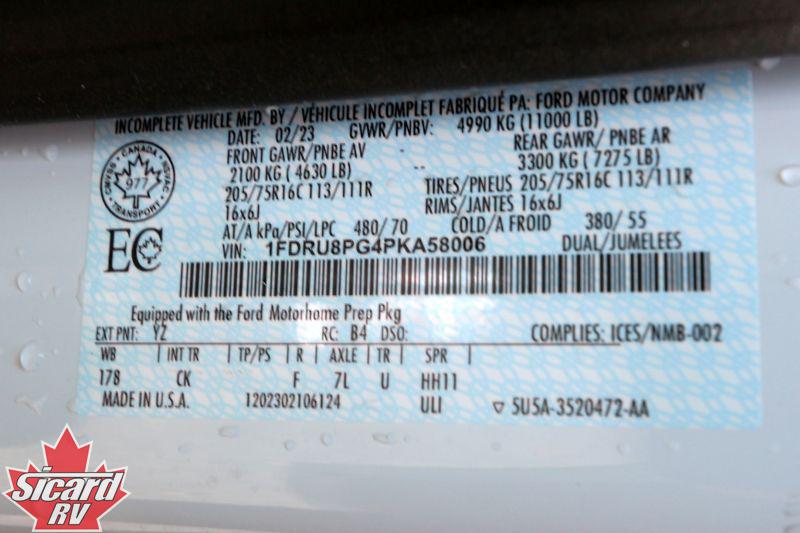 INCOMPLETE VEHICLE MFD. BY / VÉHICULE INCOMPLET FABRIQUÉ PA: FORD MOTOR COMPANY
DATE: 02/23 GVWR/PNBV: 4990 KG (11000 LB)
FRONT GAWR/PNBE AV -- REAR GAWR/ PNBE AR
2100 KG ( 4630 LB) 3300 KG ( 7275 LB)
205/75R16C 113/111R TIRES/PNEUS 205/75R16C 113/111R
16x6J RIMS/JANTES 16x6J
AT/A kPa/PSI/LPC 480/ 70 COLD/A FROID 380/ 55
VIN: 1FDRU8PG4PKA58006 DUAL/JUMELEES
CANADA
977
TRANSPORT
EC
Equipped with the Ford Motorhome Prep Pkg
EXT PNT: YZ RC: B4 DSO: COMPLIES: ICES/NMB-002
WB INT TR TP/PS R AXLE TR SPR
178 CK F 7L U HH11
MADE IN U.S.A. 1202302106124 ULI ▽ 5U5A-3520472-AA
Sicard
RV